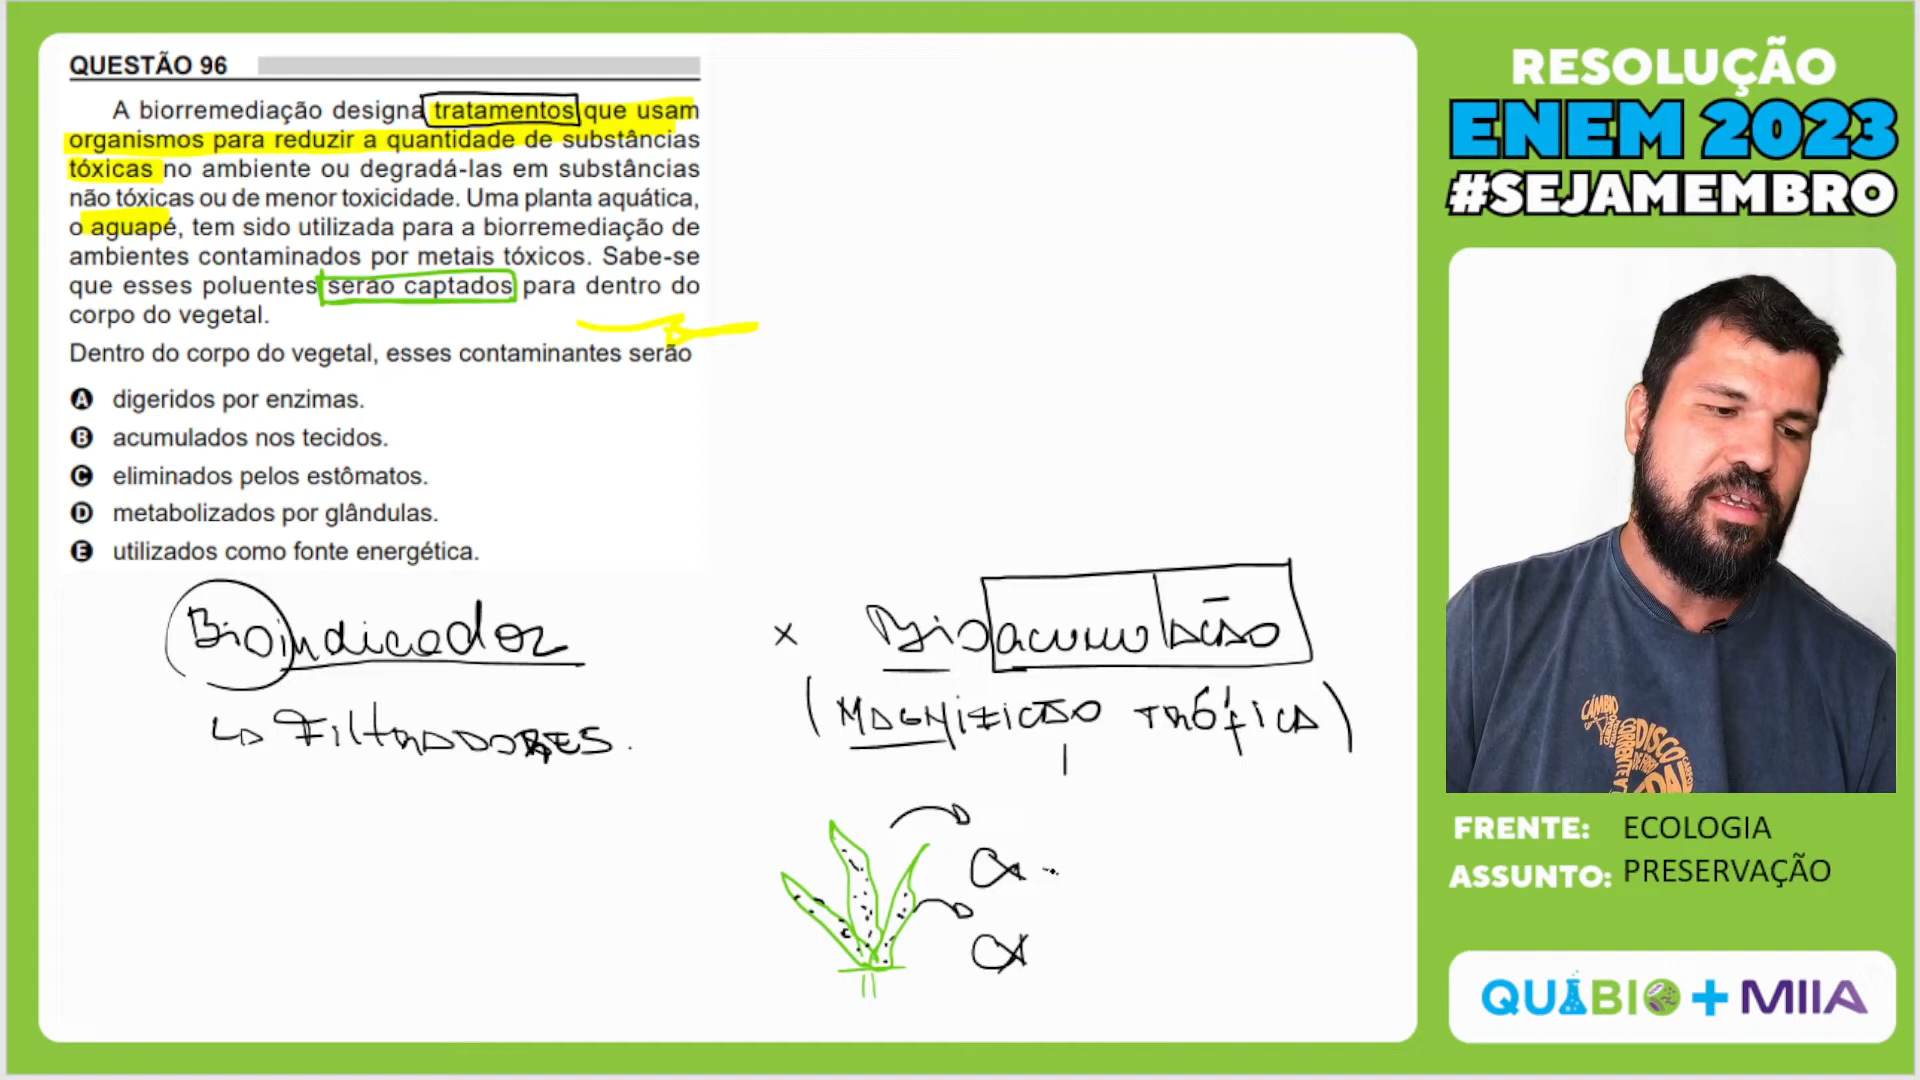 QUESTÃO 96
A biorremediação designa tratamentos que usam
organismos para reduzir a quantidade de substâncias
tóxicas no ambiente ou degradá-las em substâncias
não tóxicas ou de menor toxicidade. Uma planta aquática,
o aguapé, tem sido utilizada para a biorremediação de
ambientes contaminados por metais tóxicos. Sabe-se
que esses poluentes serão captados para dentro do
corpo do vegetal.
Dentro do corpo do vegetal, esses contaminantes serão
A digeridos por enzimas.
B acumulados nos tecidos.
C eliminados pelos estômatos.
D metabolizados por glândulas.
E utilizados como fonte energética.
Bioindicador x Bioacumulação
↳ Filtradores.
(Magnificação trófica)
RESOLUÇÃO
ENEM 2023
#SEJAMEMBRO
DISCO
CORRENTE
FRENTE: ECOLOGIA
ASSUNTO: PRESERVAÇÃO
QUÍBIO + MIIA